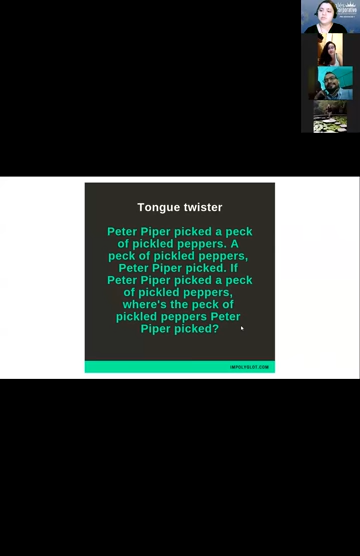 Tongue twister
Peter Piper picked a peck
of pickled peppers. A
peck of pickled peppers,
Peter Piper picked. If
Peter Piper picked a peck
of pickled peppers,
where's the peck of
pickled peppers Peter
Piper picked?
IMPOLYGLOT.COM